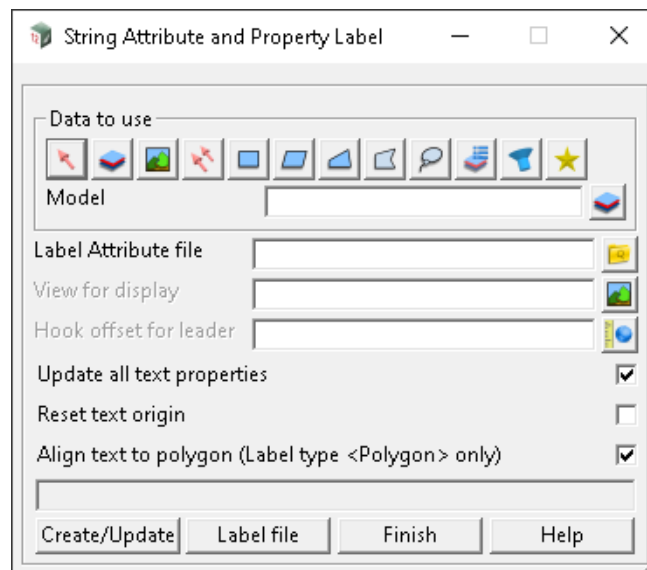 String Attribute and Property Label
Data to use
Model
Label Attribute file
View for display
Hook offset for leader
Update all text properties
Reset text origin
Align text to polygon (Label type <Polygon> only)
Create/Update Label file Finish Help